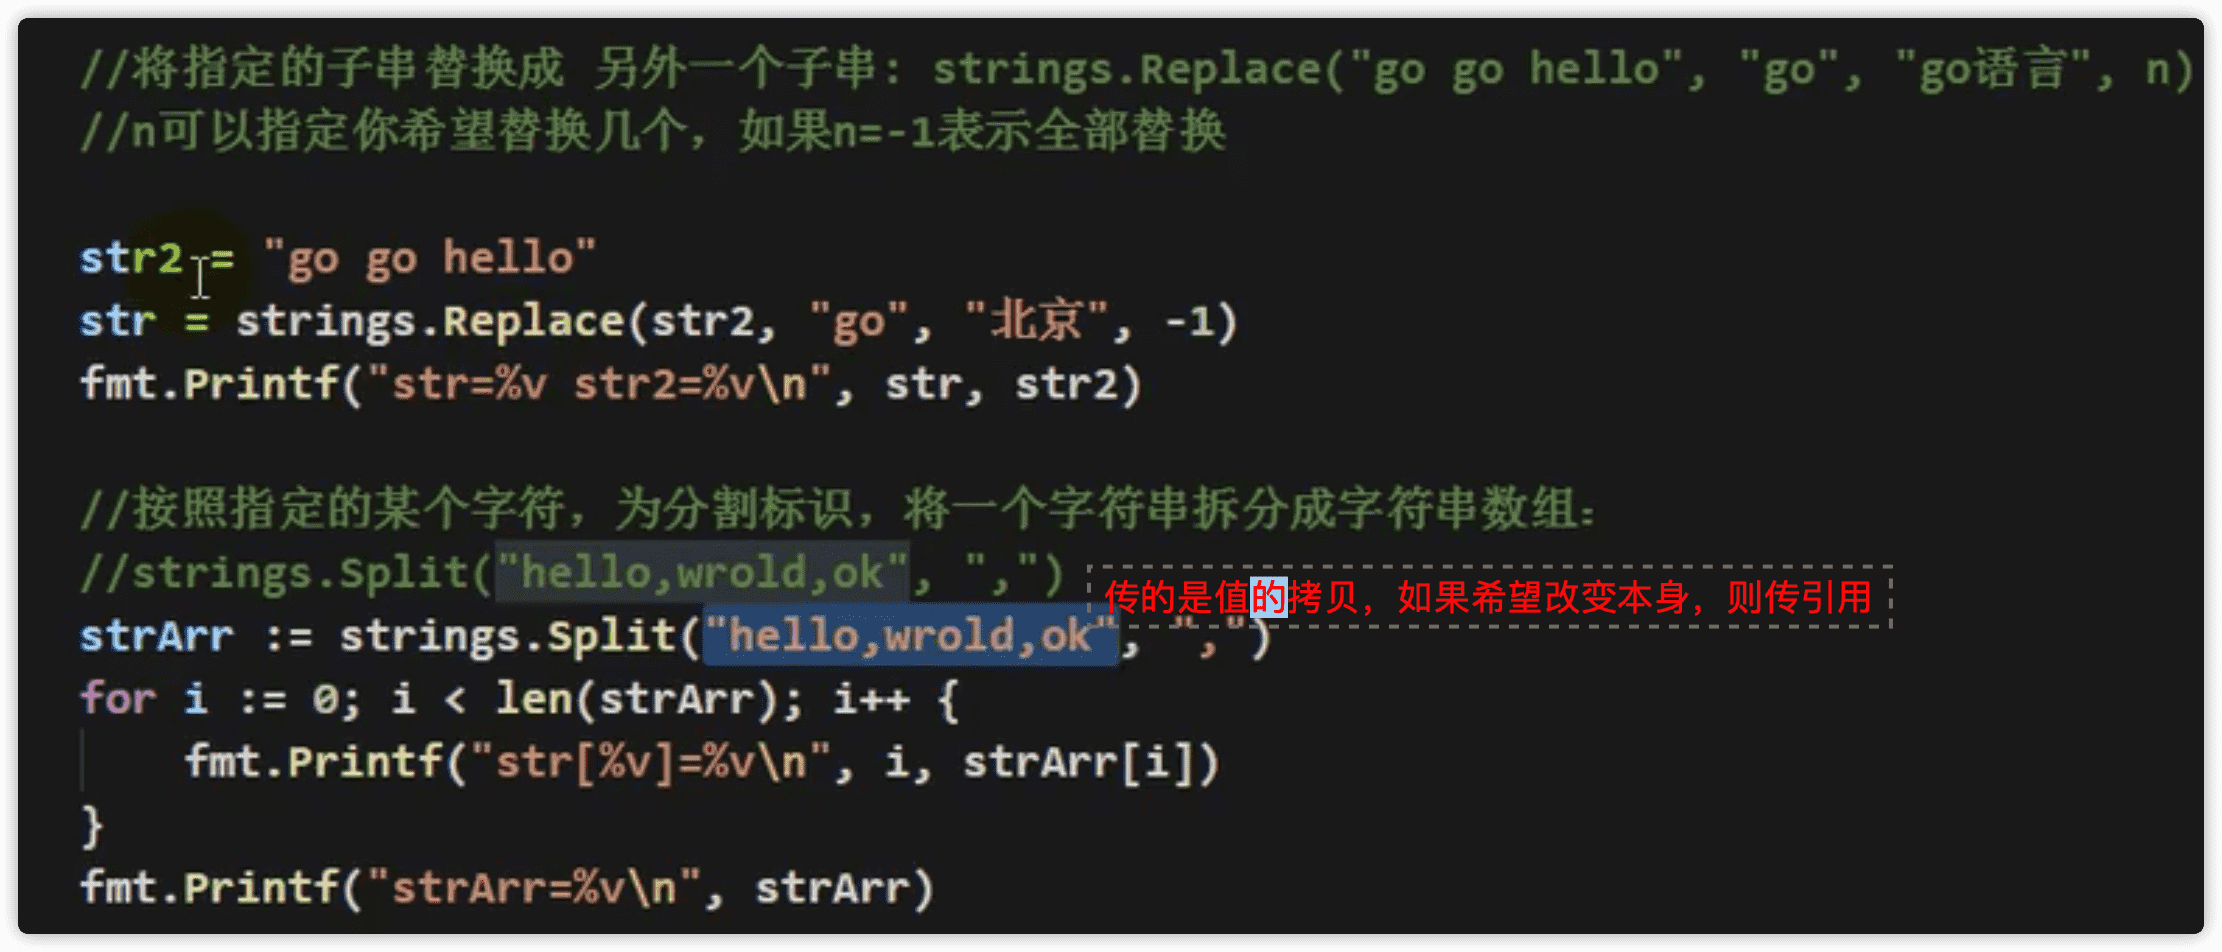 //将指定的子串替换成 另外一个子串: strings.Replace("go go hello", "go", "go语言", n)
//n可以指定你希望替换几个，如果n=-1表示全部替换
str2 = "go go hello"
str = strings.Replace(str2, "go", "北京", -1)
fmt.Printf("str=%v str2=%v\n", str, str2)
//按照指定的某个字符，为分割标识，将一个字符串拆分成字符串数组：
//strings.Split("hello,wrold,ok", ",")
传的是值的拷贝，如果希望改变本身，则传引用
strArr := strings.Split("hello,wrold,ok", ",")
for i := 0; i < len(strArr); i++ {
    fmt.Printf("str[%v]=%v\n", i, strArr[i])
}
fmt.Printf("strArr=%v\n", strArr)